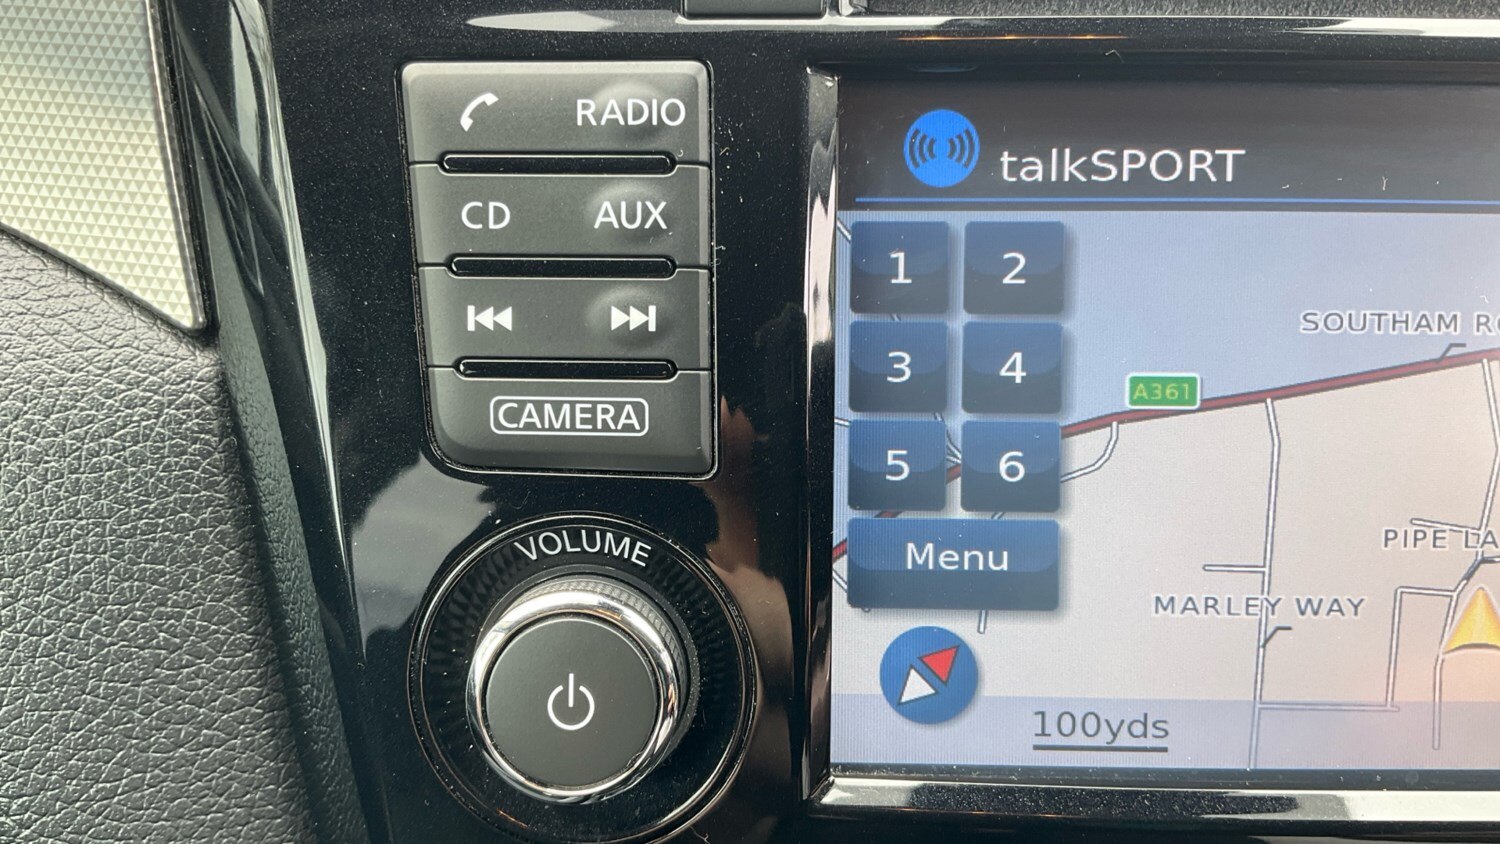 RADIO
CD AUX
CAMERA
VOLUME
talkSPORT
1 2
3 4
5 6
Menu
SOUTHAM
A361
PIPE
MARLEY WAY
100yds